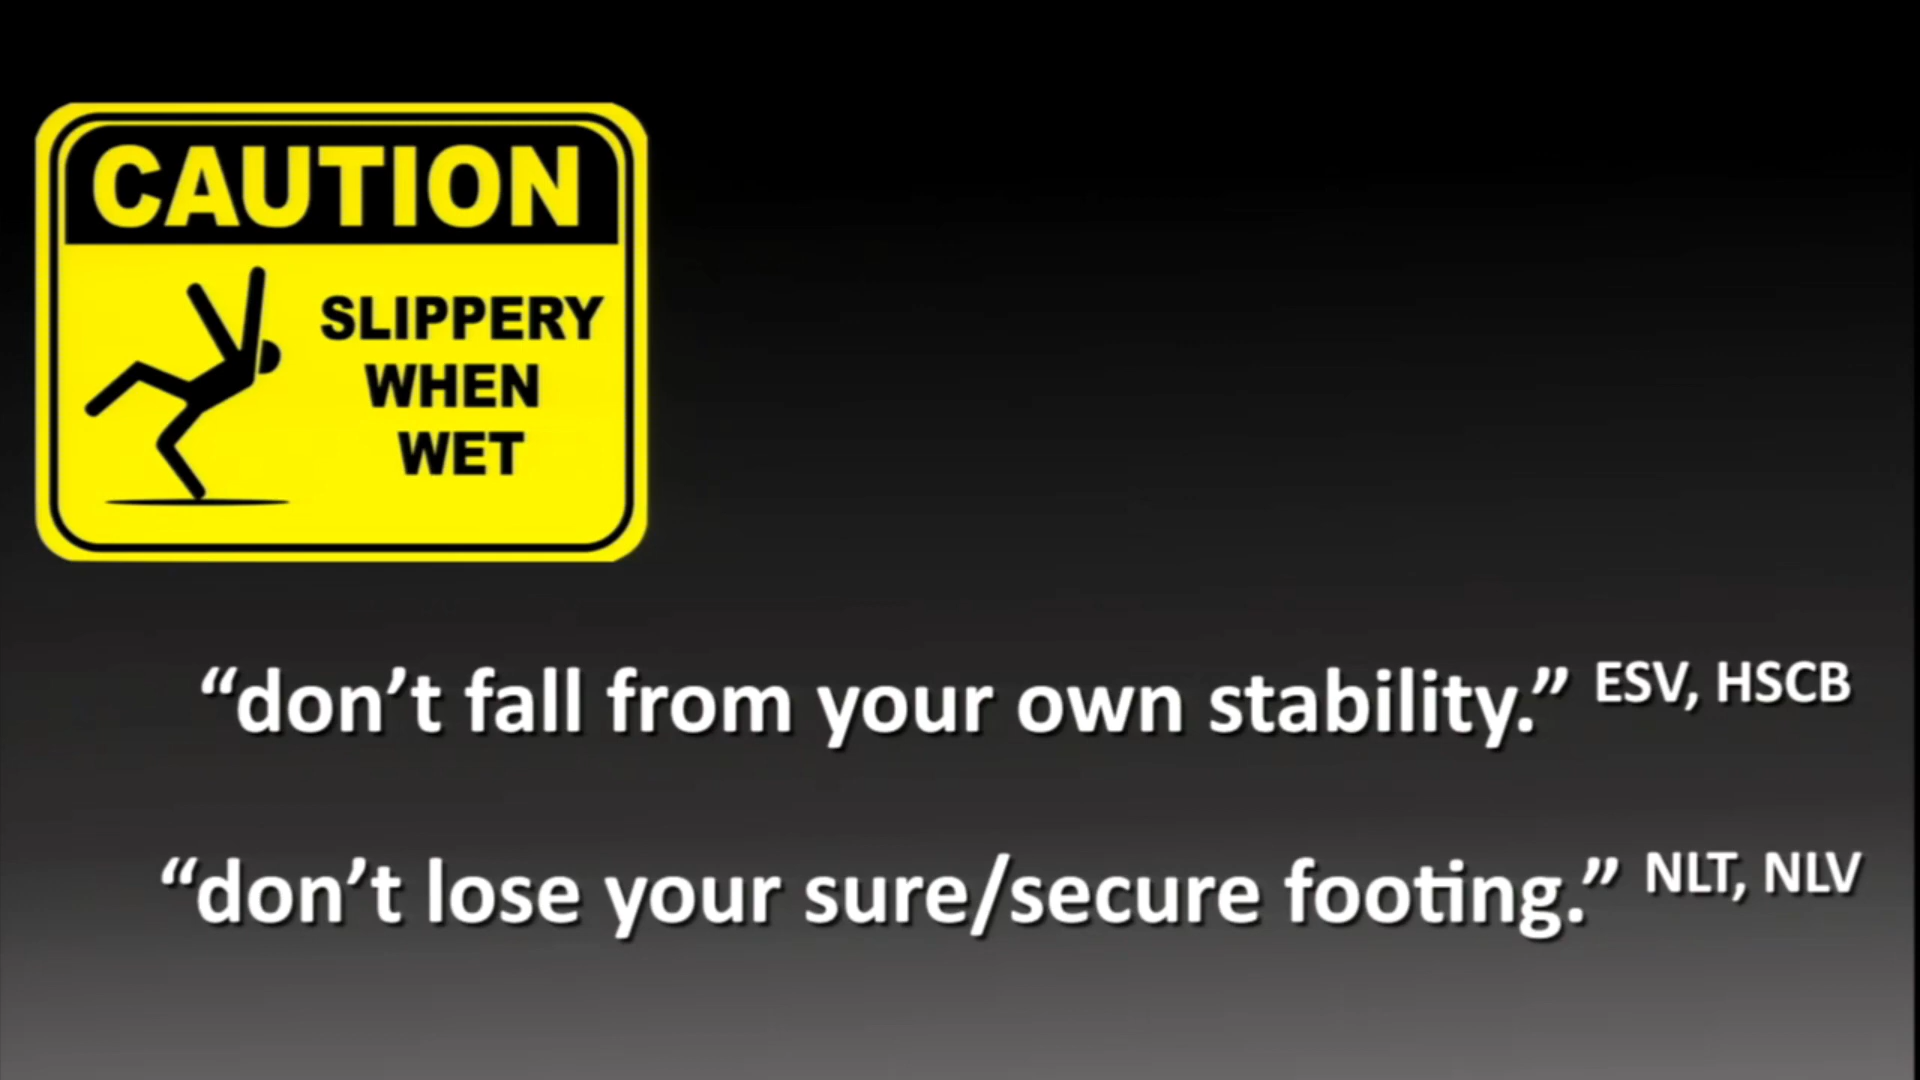 CAUTION
SLIPPERY
WHEN
WET
“don’t fall from your own stability.” ESV, HSCB
“don’t lose your sure/secure footing.” NLT, NLV